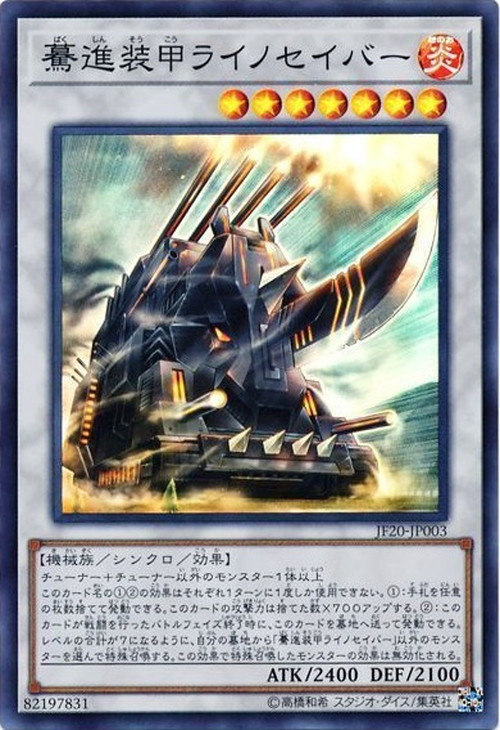 驀進装甲ライノセイバー
炎
JF20-JP003
【機械族／シンクロ／効果】
チューナー＋チューナー以外のモンスター1体以上
このカード名の①②の効果はそれぞれ1ターンに1度しか使用できない。①：手札を任意
の枚数捨てて発動できる。このカードの攻撃力は捨てた数×700アップする。②：このカー
ドが戦闘を行ったバトルフェイズ終了時に、このカードを墓地へ送って発動できる。
レベルの合計が7になるように、自分の墓地から「驀進装甲ライノセイバー」以外のモンス
ターを選んで特殊召喚する。この効果で特殊召喚したモンスターの効果は無効化される。
ATK/2400 DEF/2100
82197831
©高橋和希 スタジオ・ダイス/集英社